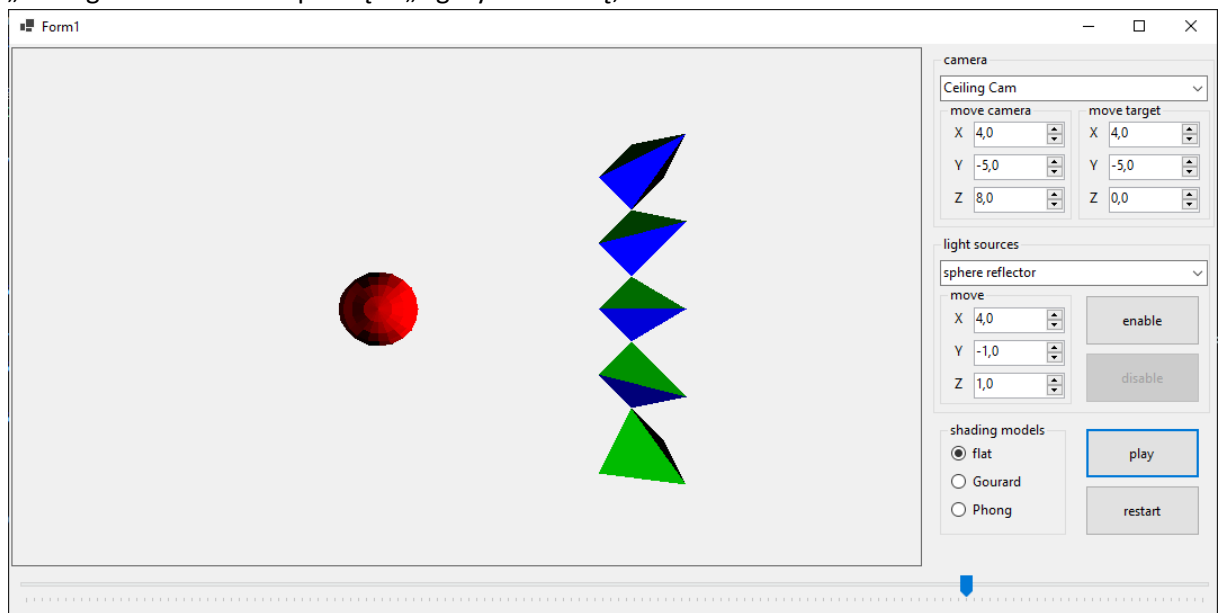 Form1
camera
Ceiling Cam
move camera
X 4,0
Y -5,0
Z 8,0
move target
X 4,0
Y -5,0
Z 0,0
light sources
sphere reflector
move
X 4,0
Y -1,0
Z 1,0
enable
disable
shading models
flat
Gourard
Phong
play
restart